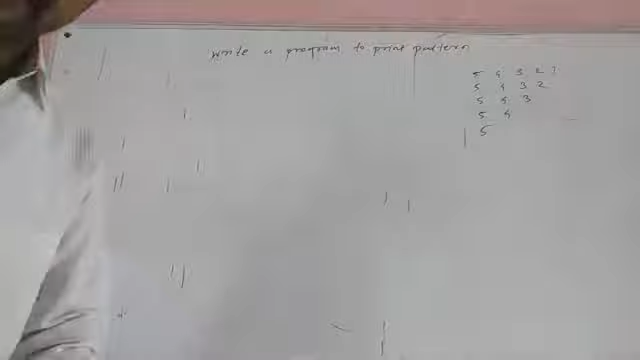 Write a program to print pattern
5 4 3 2 1
5 4 3 2
5 4 3
5 4
5